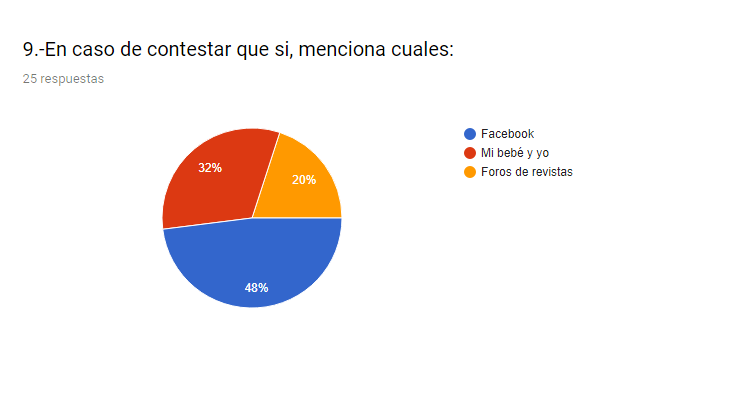 9.-En caso de contestar que si, menciona cuales:
25 respuestas
Facebook
Mi bebé y yo
Foros de revistas
32%
20%
48%